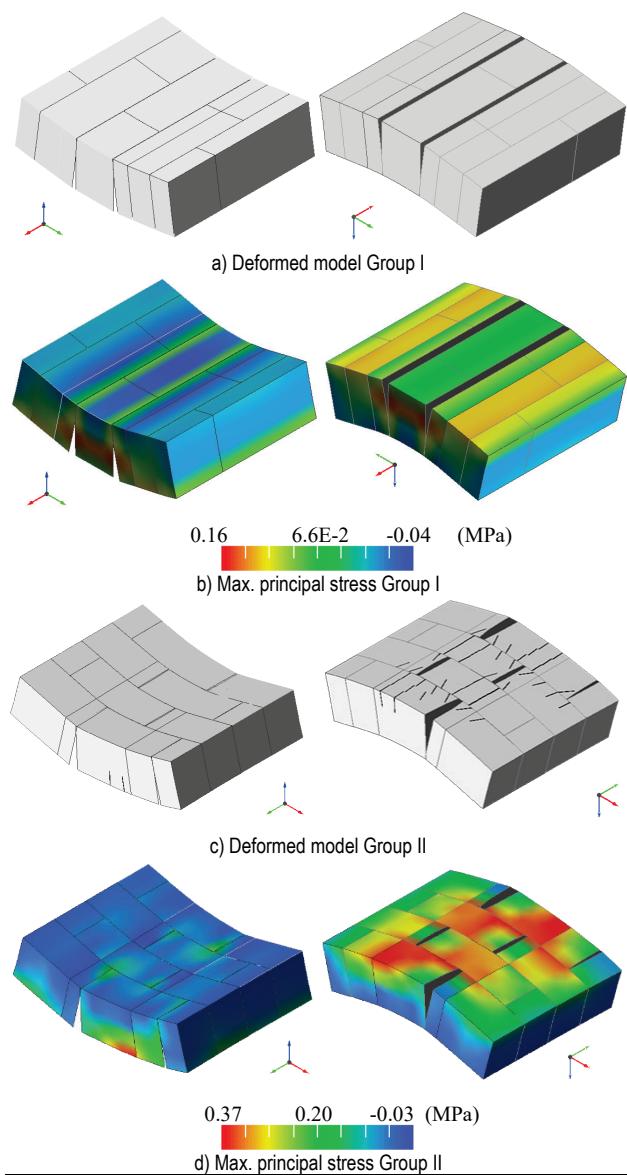 a) Deformed model Group I
0.16 6.6E-2 -0.04 (MPa)
b) Max. principal stress Group I
c) Deformed model Group II
0.37 0.20 -0.03 (MPa)
d) Max. principal stress Group II